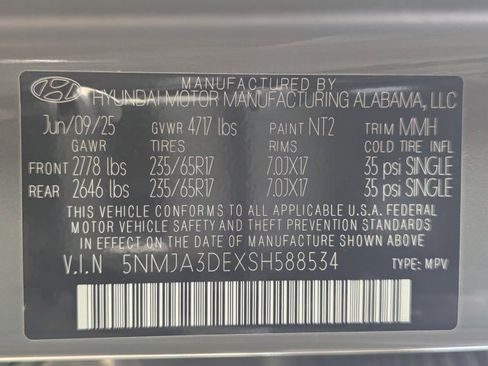 MANUFACTURED BY
HYUNDAI MOTOR MANUFACTURING ALABAMA, LLC
Jun/09/25 GVWR 4717 lbs PAINT NT2 TRIM MMH
GAWR TIRES RIMS COLD TIRE INFL
FRONT 2778 lbs 235/65R17 7.0JX17 35 psi SINGLE
REAR 2646 lbs 235/65R17 7.0JX17 35 psi SINGLE
THIS VEHICLE CONFORMS TO ALL APPLICABLE U.S.A. FEDERAL
MOTOR VEHICLE SAFETY AND THEFT PREVENTION STANDARDS
IN EFFECT ON THE DATE OF MANUFACTURE SHOWN ABOVE.
V.I.N 5NMJA3DEXSH588534 TYPE: MPV